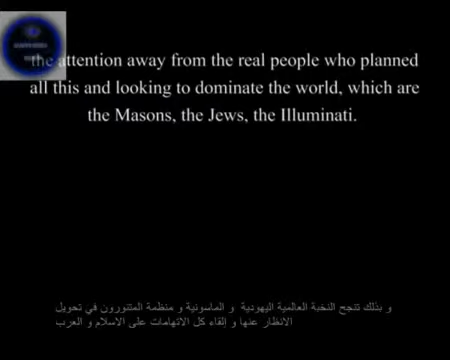 the attention away from the real people who planned
all this and looking to dominate the world, which are
the Masons, the Jews, the Illuminati.
و بذلك تنجح النخبة العالمية اليهودية و الماسونية و منظمة المتنورون في تحويل
الانظار عنها و إلقاء كل الاتهامات على الاسلام و العرب